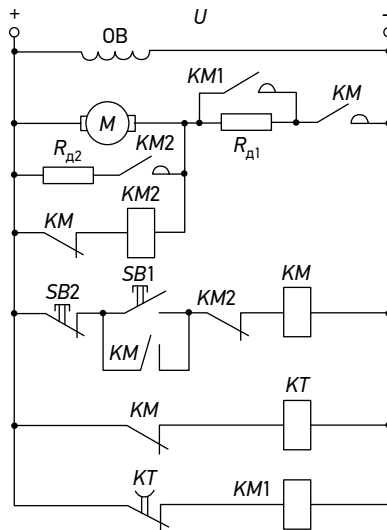 + U –
ОВ
KM1 KM
M
Rд2 KM2 Rд1
KM KM2
SB2 SB1 KM2 KM
KM
KM KT
KT KM1